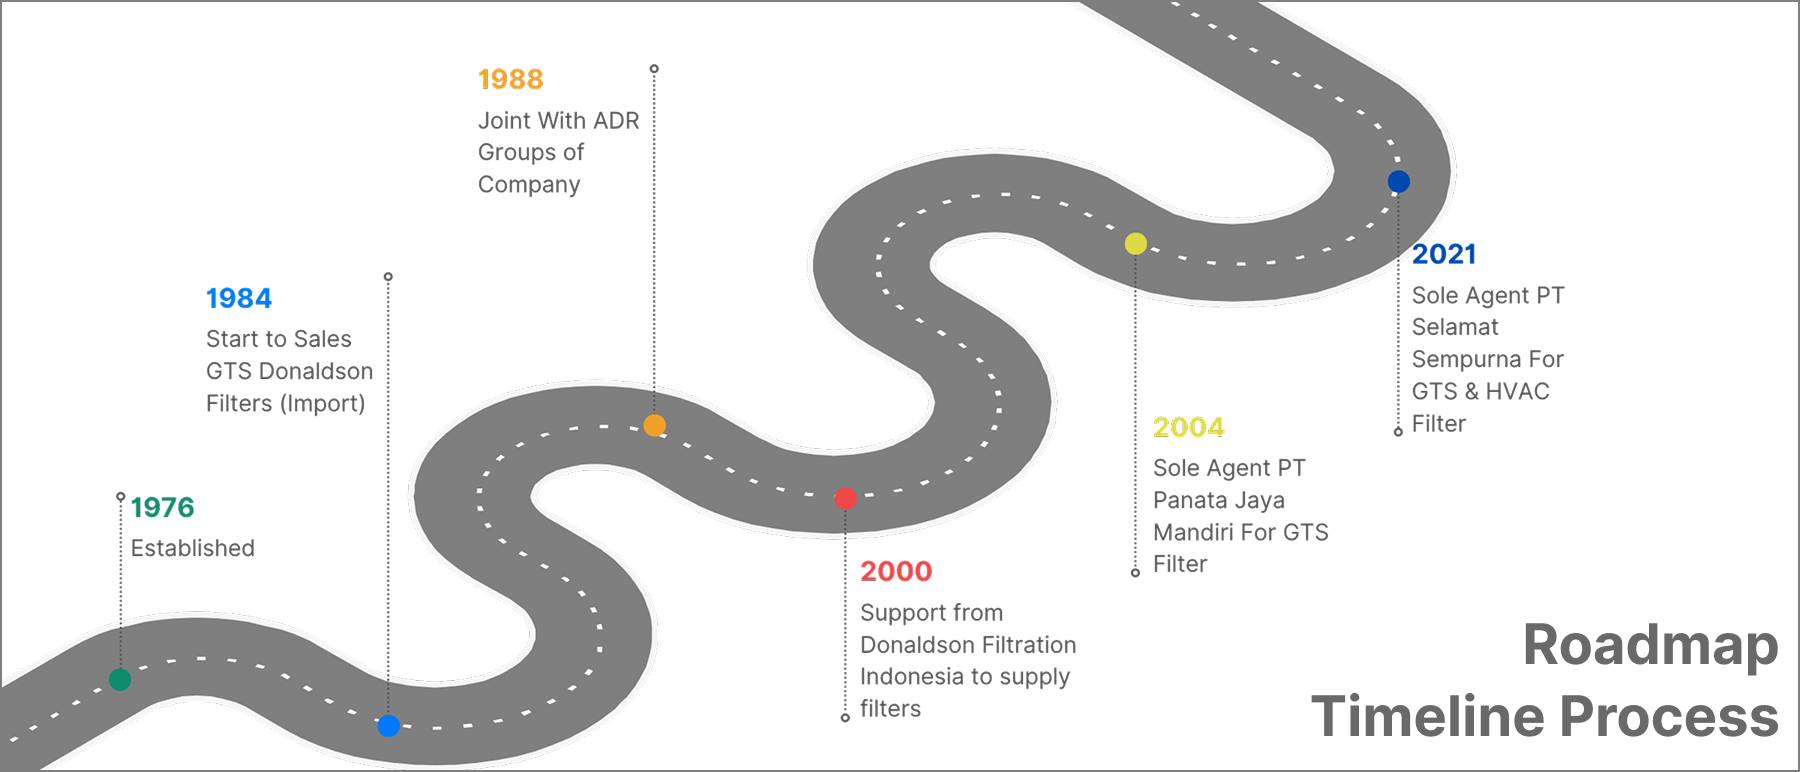 1976
Established
1984
Start to Sales
GTS Donaldson
Filters (Import)
1988
Joint With ADR
Groups of
Company
2000
Support from
Donaldson Filtration
Indonesia to supply
filters
2004
Sole Agent PT
Panata Jaya
Mandiri For GTS
Filter
2021
Sole Agent PT
Selamat
Sempurna For
GTS & HVAC
Filter
Roadmap
Timeline Process